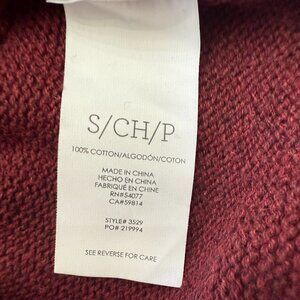 S/CH/P
100% COTTON/ALGODÓN/COTON
MADE IN CHINA
HECHO EN CHINA
FABRIQUÉ EN CHINE
RN#54077
CA#59814
STYLE# 3529
PO# 219994
SEE REVERSE FOR CARE